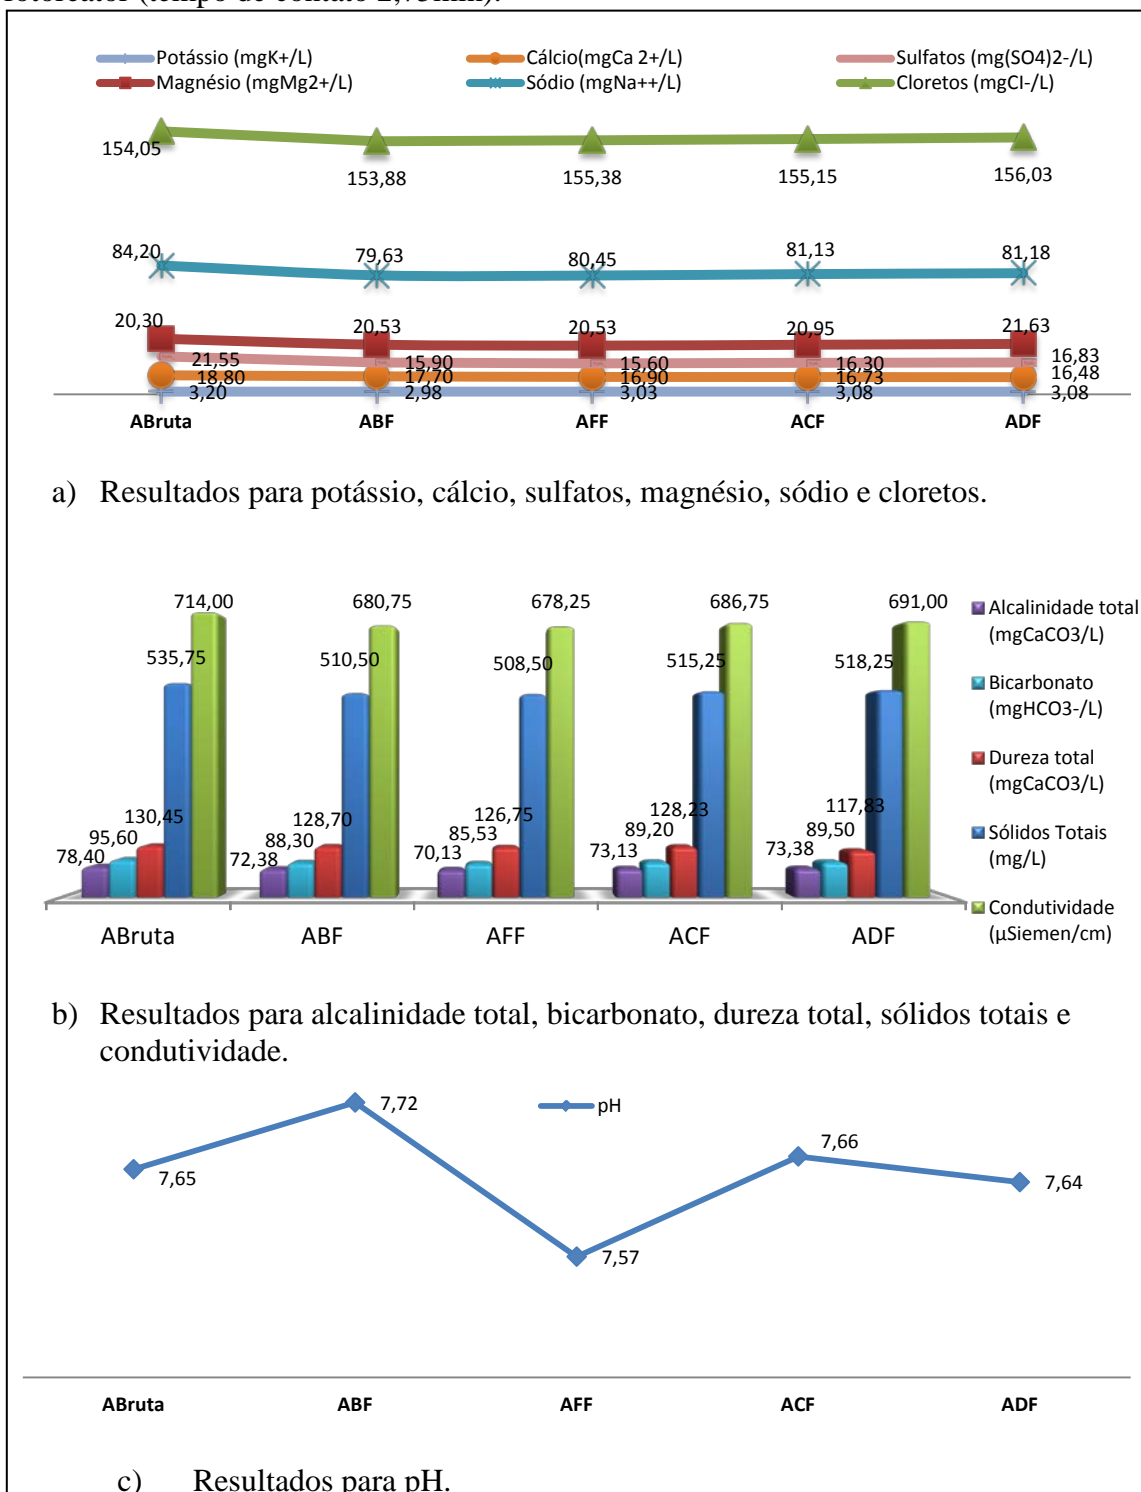 (tempo de contato 2,75min).
Potássio (mgK+/L)
Cálcio(mgCa 2+/L)
Sulfatos (mg(SO4)2-/L)
Magnésio (mgMg2+/L)
Sódio (mgNa++/L)
Cloretos (mgCl-/L)
154,05 153,88 155,38 155,15 156,03
84,20 79,63 80,45 81,13 81,18
20,30 20,53 20,53 20,95 21,63
21,55 15,90 15,60 16,30 16,83
18,80 17,70 16,90 16,73 16,48
3,20 2,98 3,03 3,08 3,08
ABruta ABF AFF ACF ADF
a) Resultados para potássio, cálcio, sulfatos, magnésio, sódio e cloretos.
714,00 680,75 678,25 686,75 691,00
535,75 510,50 508,50 515,25 518,25
130,45 128,70 126,75 128,23 117,83
95,60 88,30 85,53 89,20 89,50
78,40 72,38 70,13 73,13 73,38
Alcalinidade total
(mgCaCO3/L)
Bicarbonato
(mgHCO3-/L)
Dureza total
(mgCaCO3/L)
Sólidos Totais
(mg/L)
Condutividade
(µSiemen/cm)
ABruta ABF AFF ACF ADF
b) Resultados para alcalinidade total, bicarbonato, dureza total, sólidos totais e
condutividade.
pH
7,65 7,72 7,57 7,66 7,64
ABruta ABF AFF ACF ADF
c) Resultados para pH.